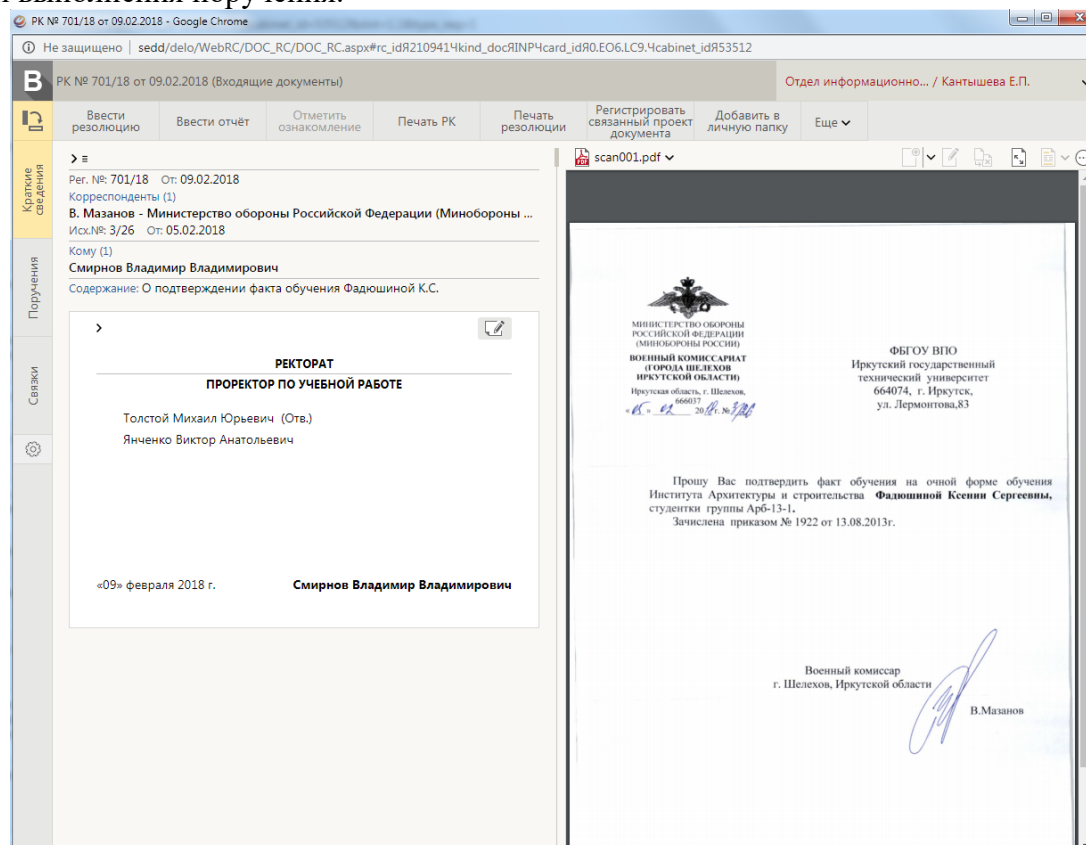 выполнения поручения.
РК № 701/18 от 09.02.2018 - Google Chrome
Не защищено | sedd/delo/WebRC/DOC_RC/DOC_RC.aspx#rc_idЯ210941Чkind_docЯINPЧcard_idЯ0.EO6.LC9.Чcabinet_idЯ53512
В РК № 701/18 от 09.02.2018 (Входящие документы) Отдел информационно... / Кантышева Е.П.
Ввести резолюцию
Ввести отчёт
Отметить ознакомление
Печать РК
Печать резолюции
Регистрировать связанный проект документа
Добавить в личную папку
Еще
Краткие сведения
Поручения
Связки
Рег. №: 701/18 От: 09.02.2018
Корреспонденты (1)
В. Мазанов - Министерство обороны Российской Федерации (Минобороны ...
Исх.№: 3/26 От: 05.02.2018
Кому (1)
Смирнов Владимир Владимирович
Содержание: О подтверждении факта обучения Фадюшиной К.С.
РЕКТОРАТ
ПРОРЕКТОР ПО УЧЕБНОЙ РАБОТЕ
Толстой Михаил Юрьевич (Отв.)
Янченко Виктор Анатольевич
«09» февраля 2018 г. Смирнов Владимир Владимирович
scan001.pdf
МИНИСТЕРСТВО ОБОРОНЫ
РОССИЙСКОЙ ФЕДЕРАЦИИ
(МИНОБОРОНЫ РОССИИ)
ВОЕННЫЙ КОМИССАРИАТ
(ГОРОДА ШЕЛЕХОВ
ИРКУТСКОЙ ОБЛАСТИ)
Иркутская область, г. Шелехов,
666037
« 05 » 02 2018 г. № 3/26
ФБГОУ ВПО
Иркутский государственный
технический университет
664074, г. Иркутск,
ул. Лермонтова,83
Прошу Вас подтвердить факт обучения на очной форме обучения
Института Архитектуры и строительства Фадюшиной Ксении Сергеевны,
студентки группы Арб-13-1.
Зачислена приказом № 1922 от 13.08.2013г.
Военный комиссар
г. Шелехов, Иркутской области
В.Мазанов